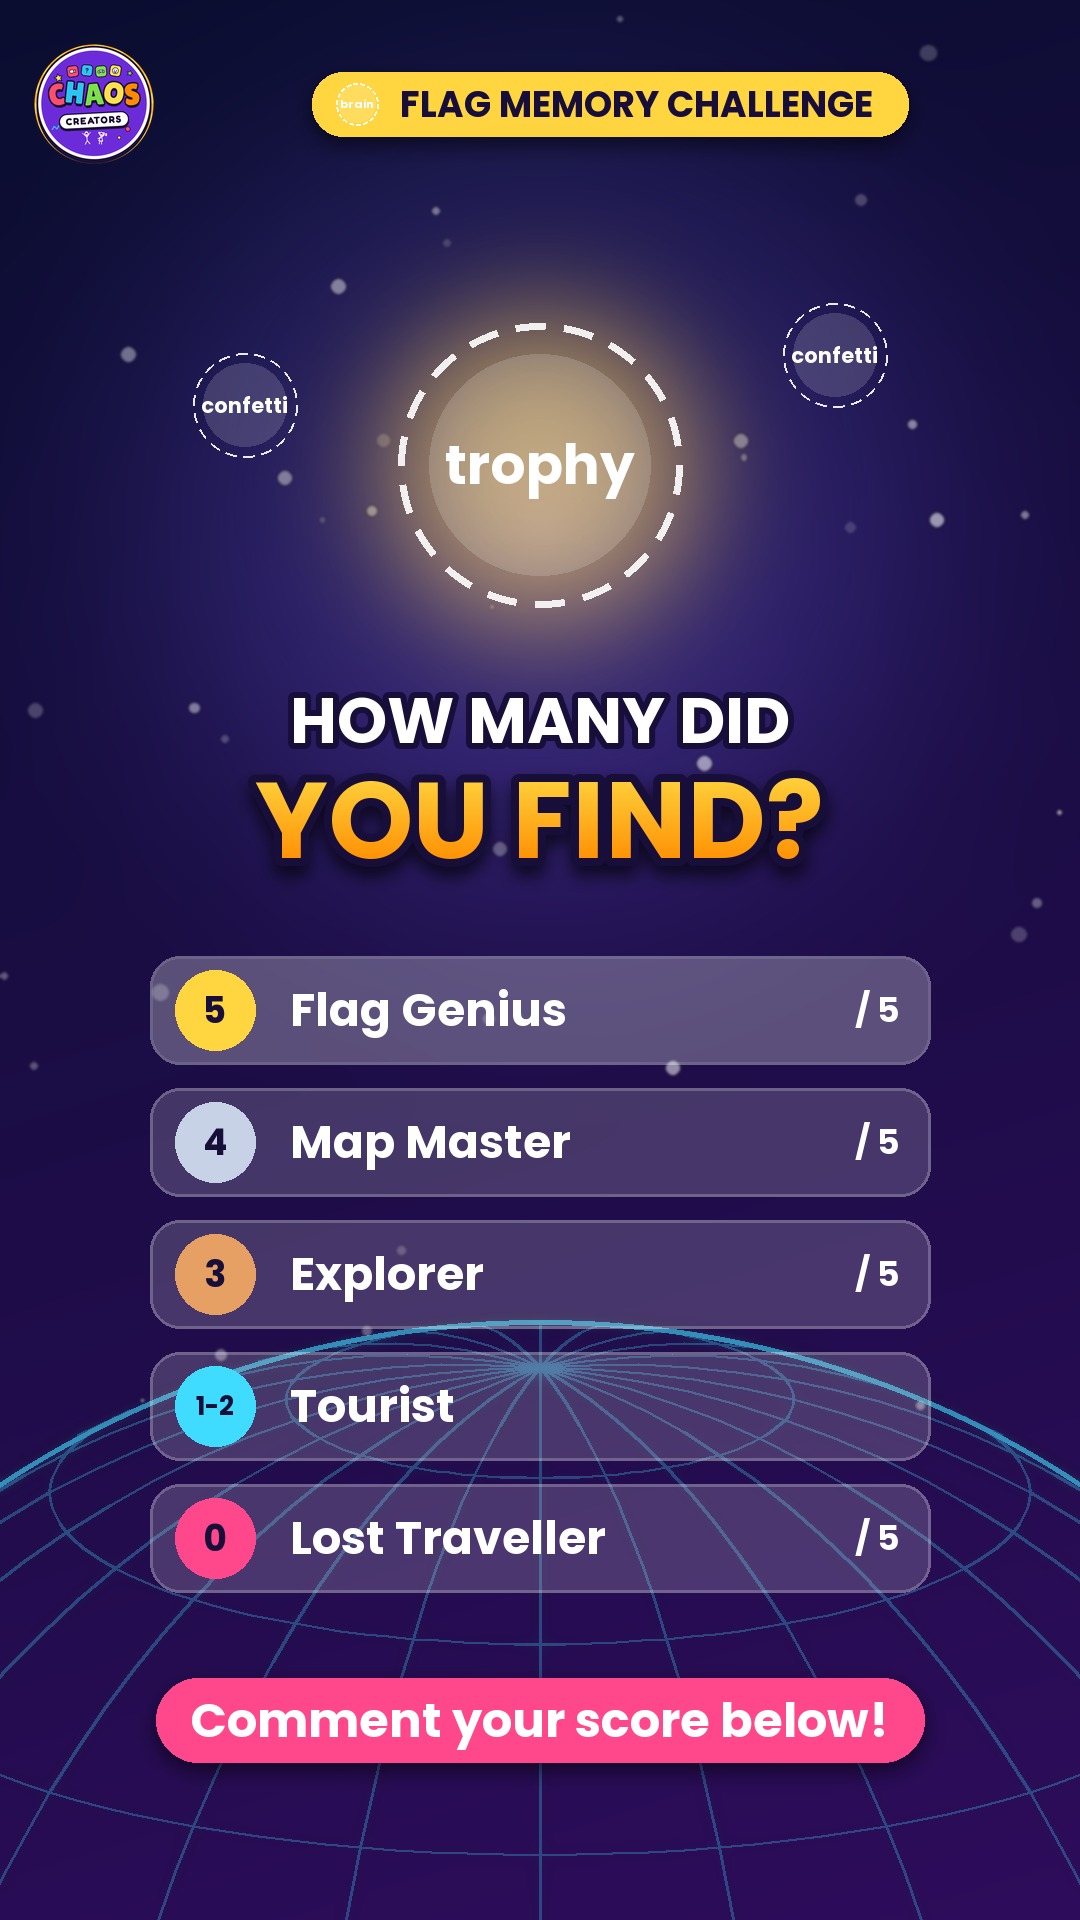 CHAOS
CREATORS
brain
FLAG MEMORY CHALLENGE
confetti
trophy
confetti
HOW MANY DID
YOU FIND?
5 Flag Genius / 5
4 Map Master / 5
3 Explorer / 5
1-2 Tourist
0 Lost Traveller / 5
Comment your score below!